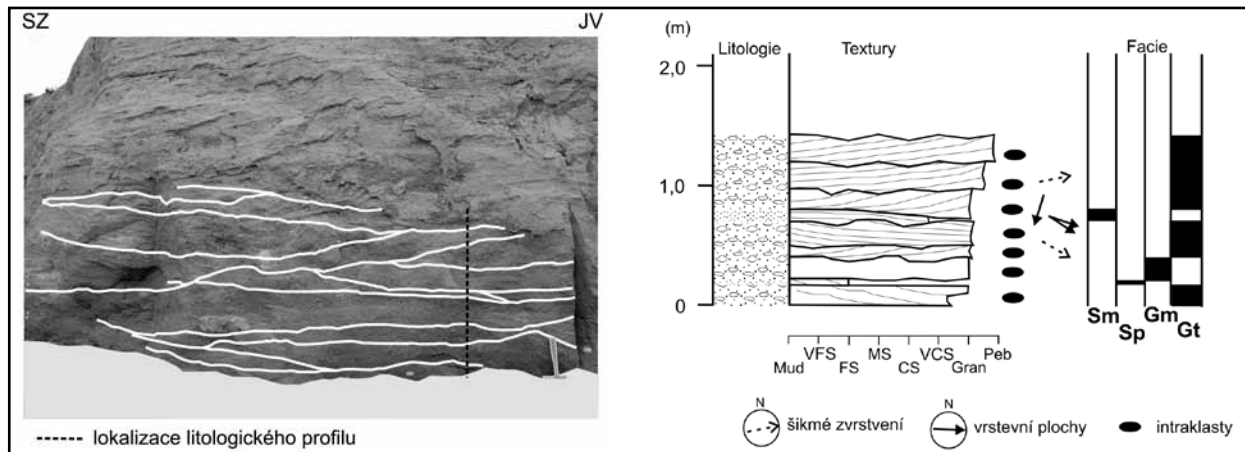 SZ JV
lokalizace litologického profilu
(m)
Litologie Textury Facie
2,0
1,0
0
Sm Sp Gm Gt
Mud VFS FS MS CS VCS Gran Peb
N šikmé zvrstvení N vrstevní plochy intraklasty